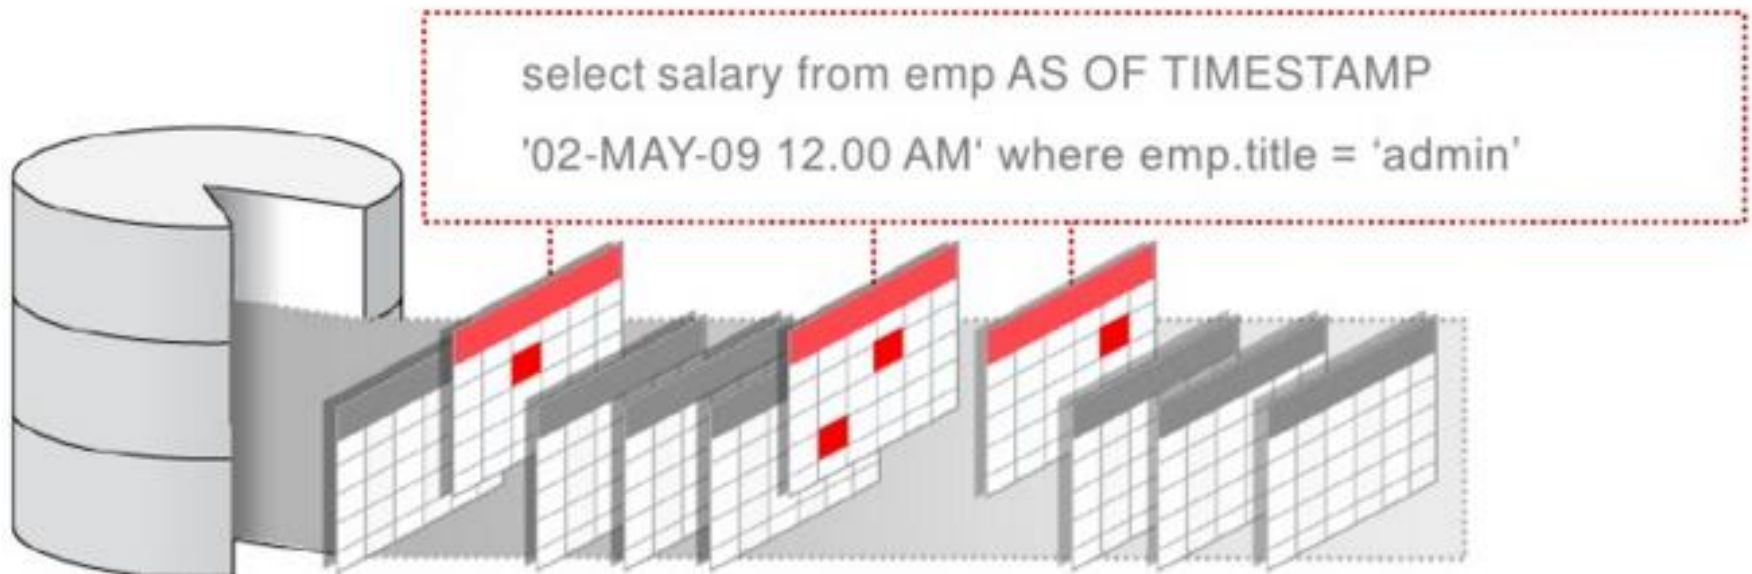 select salary from emp AS OF TIMESTAMP
'02-MAY-09 12.00 AM‘ where emp.title = ‘admin’